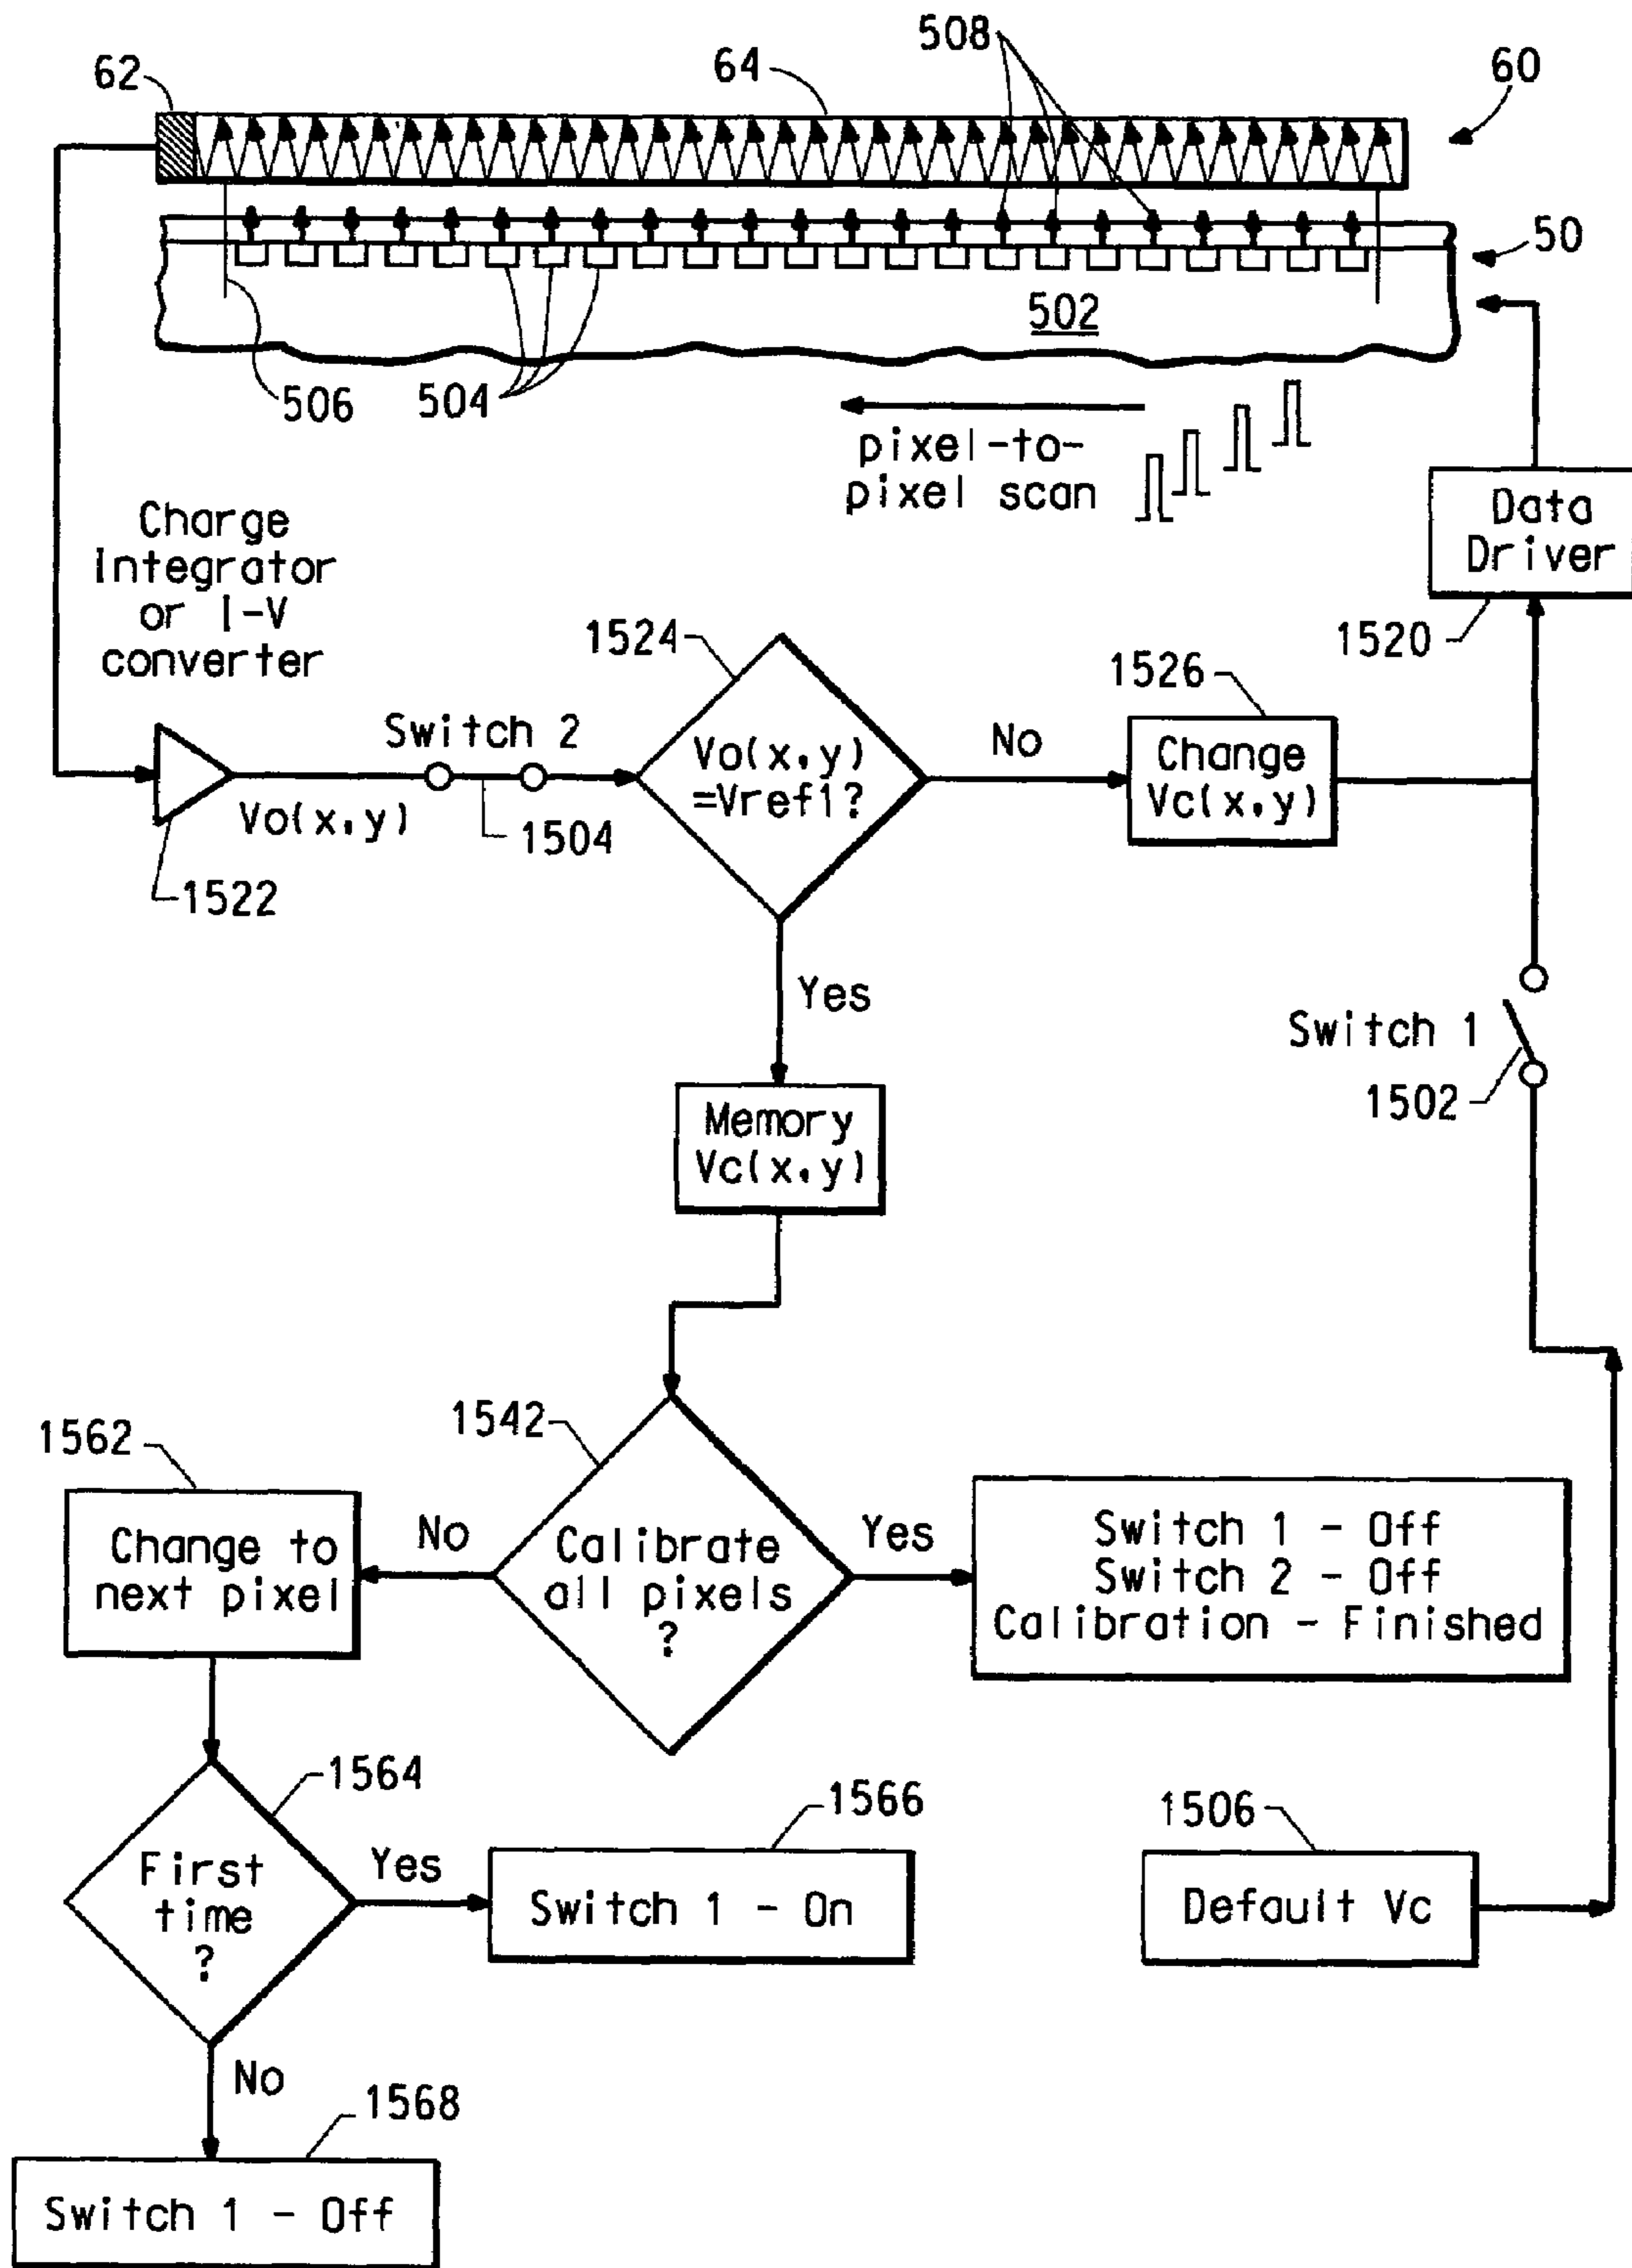 508
62
64
60
50
502
506
504
pixel-to-
pixel scan
Data
Driver
Charge
Integrator
or I-V
converter
1520
1524
1526
Switch 2
Vo(x,y)
=Vref1?
No
Change
Vc(x,y)
Vo(x,y)
1504
1522
Yes
Switch 1
1502
Memory
Vc(x,y)
1542
1562
Change to
next pixel
No
Calibrate
all pixels
?
Yes
Switch 1 - Off
Switch 2 - Off
Calibration - Finished
1564
1566
1506
First
time
?
Yes
Switch 1 - On
Default Vc
No
1568
Switch 1 - Off